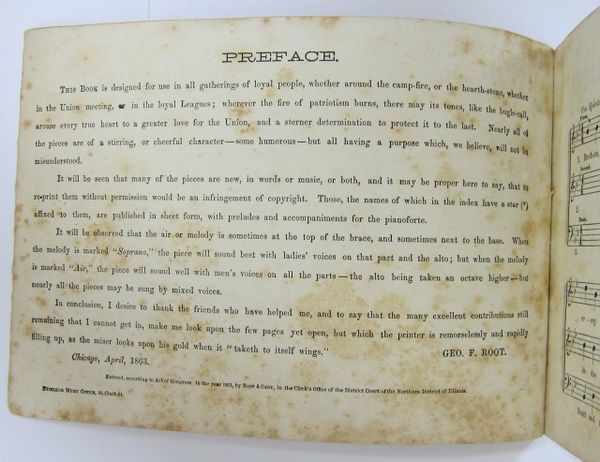 PREFACE.
THIS BOOK is designed for use in all gatherings of loyal people, whether around the camp-fire, or the hearth-stone, whether
in the Union meeting, or in the loyal Leagues; wherever the fire of patriotism burns, there may its tones, like the bugle-call,
arouse every true heart to a greater love for the Union, and a sterner determination to protect it to the last. Nearly all of
the pieces are of a stirring, or cheerful character—some humorous—but all having a purpose which, we believe, will not be
misunderstood.
It will be seen that many of the pieces are new, in words or music, or both, and it may be proper here to say, that to
re-print them without permission would be an infringement of copyright. Those, the names of which in the index have a star (*)
affixed to them, are published in sheet form, with preludes and accompaniments for the pianoforte.
It will be observed that the air or melody is sometimes at the top of the brace, and sometimes next to the base. When
the melody is marked "Soprano," the piece will sound best with ladies' voices on that part and the alto; but when the melody
is marked "Air," the piece will sound well with men's voices on all the parts—the alto being taken an octave higher—but
nearly all the pieces may be sung by mixed voices.
In conclusion, I desire to thank the friends who have helped me, and to say that the many excellent contributions still
remaining that I cannot get in, make me look upon the few pages yet open, but which the printer is remorselessly and rapidly
filling up, as the miser looks upon his gold when it "taketh to itself wings."
GEO. F. ROOT.
Chicago, April, 1863.
Entered, according to Act of Congress in the year 1863, by ROOT & CADY, in the Clerk's Office of the District Court of the Northern District of Illinois.
2. Brothers,
Second.
2.
in the